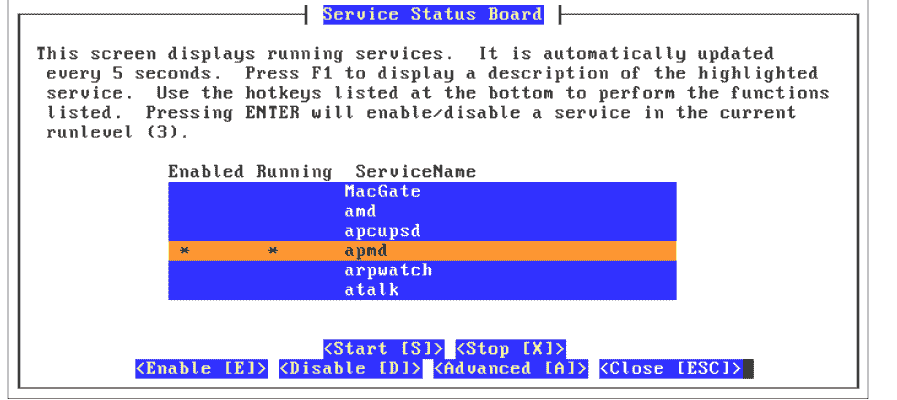 Service Status Board
This screen displays running services. It is automatically updated
every 5 seconds. Press F1 to display a description of the highlighted
service. Use the hotkeys listed at the bottom to perform the functions
listed. Pressing ENTER will enable/disable a service in the current
runlevel (3).
Enabled Running ServiceName
MacGate
amd
apcupsd
* * apmd
arpwatch
atalk
<Start [S]> <Stop [X]>
<Enable [E]> <Disable [D]> <Advanced [A]> <Close [ESC]>